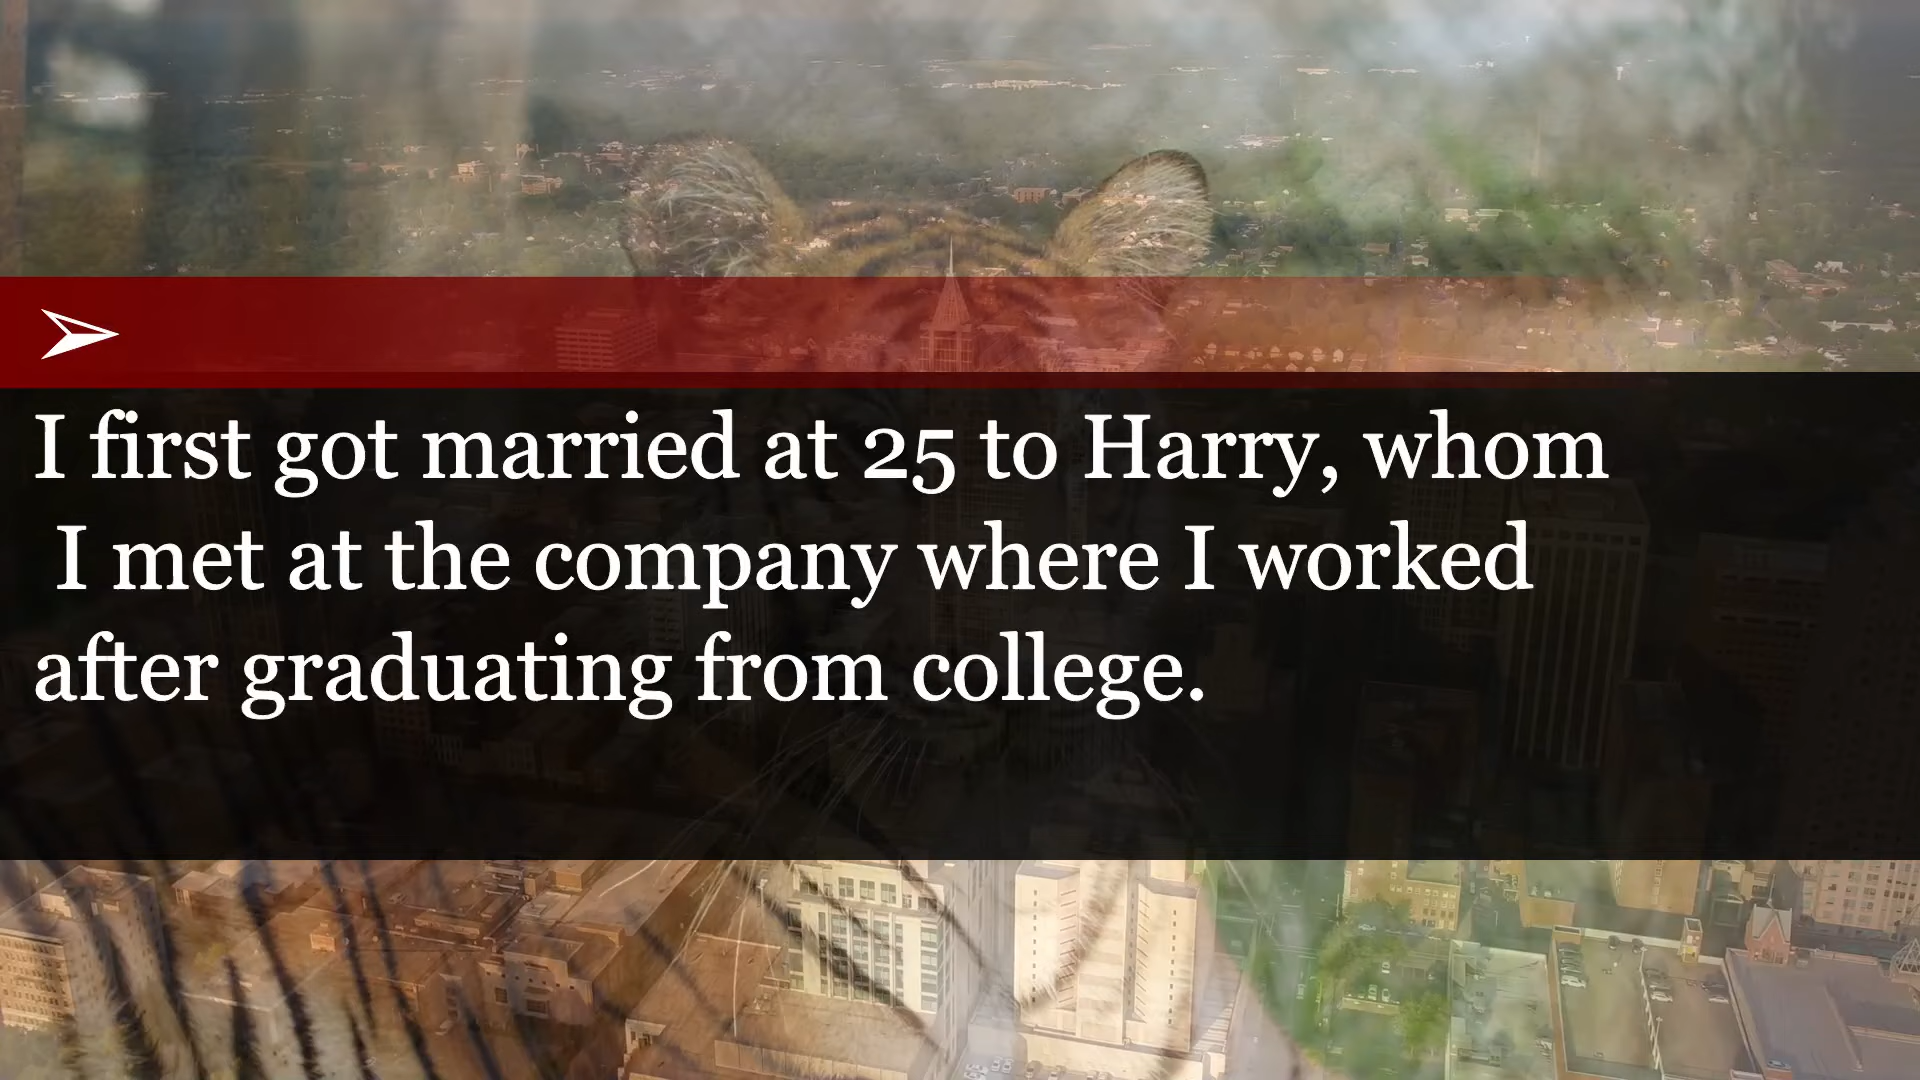 I first got married at 25 to Harry, whom
I met at the company where I worked
after graduating from college.